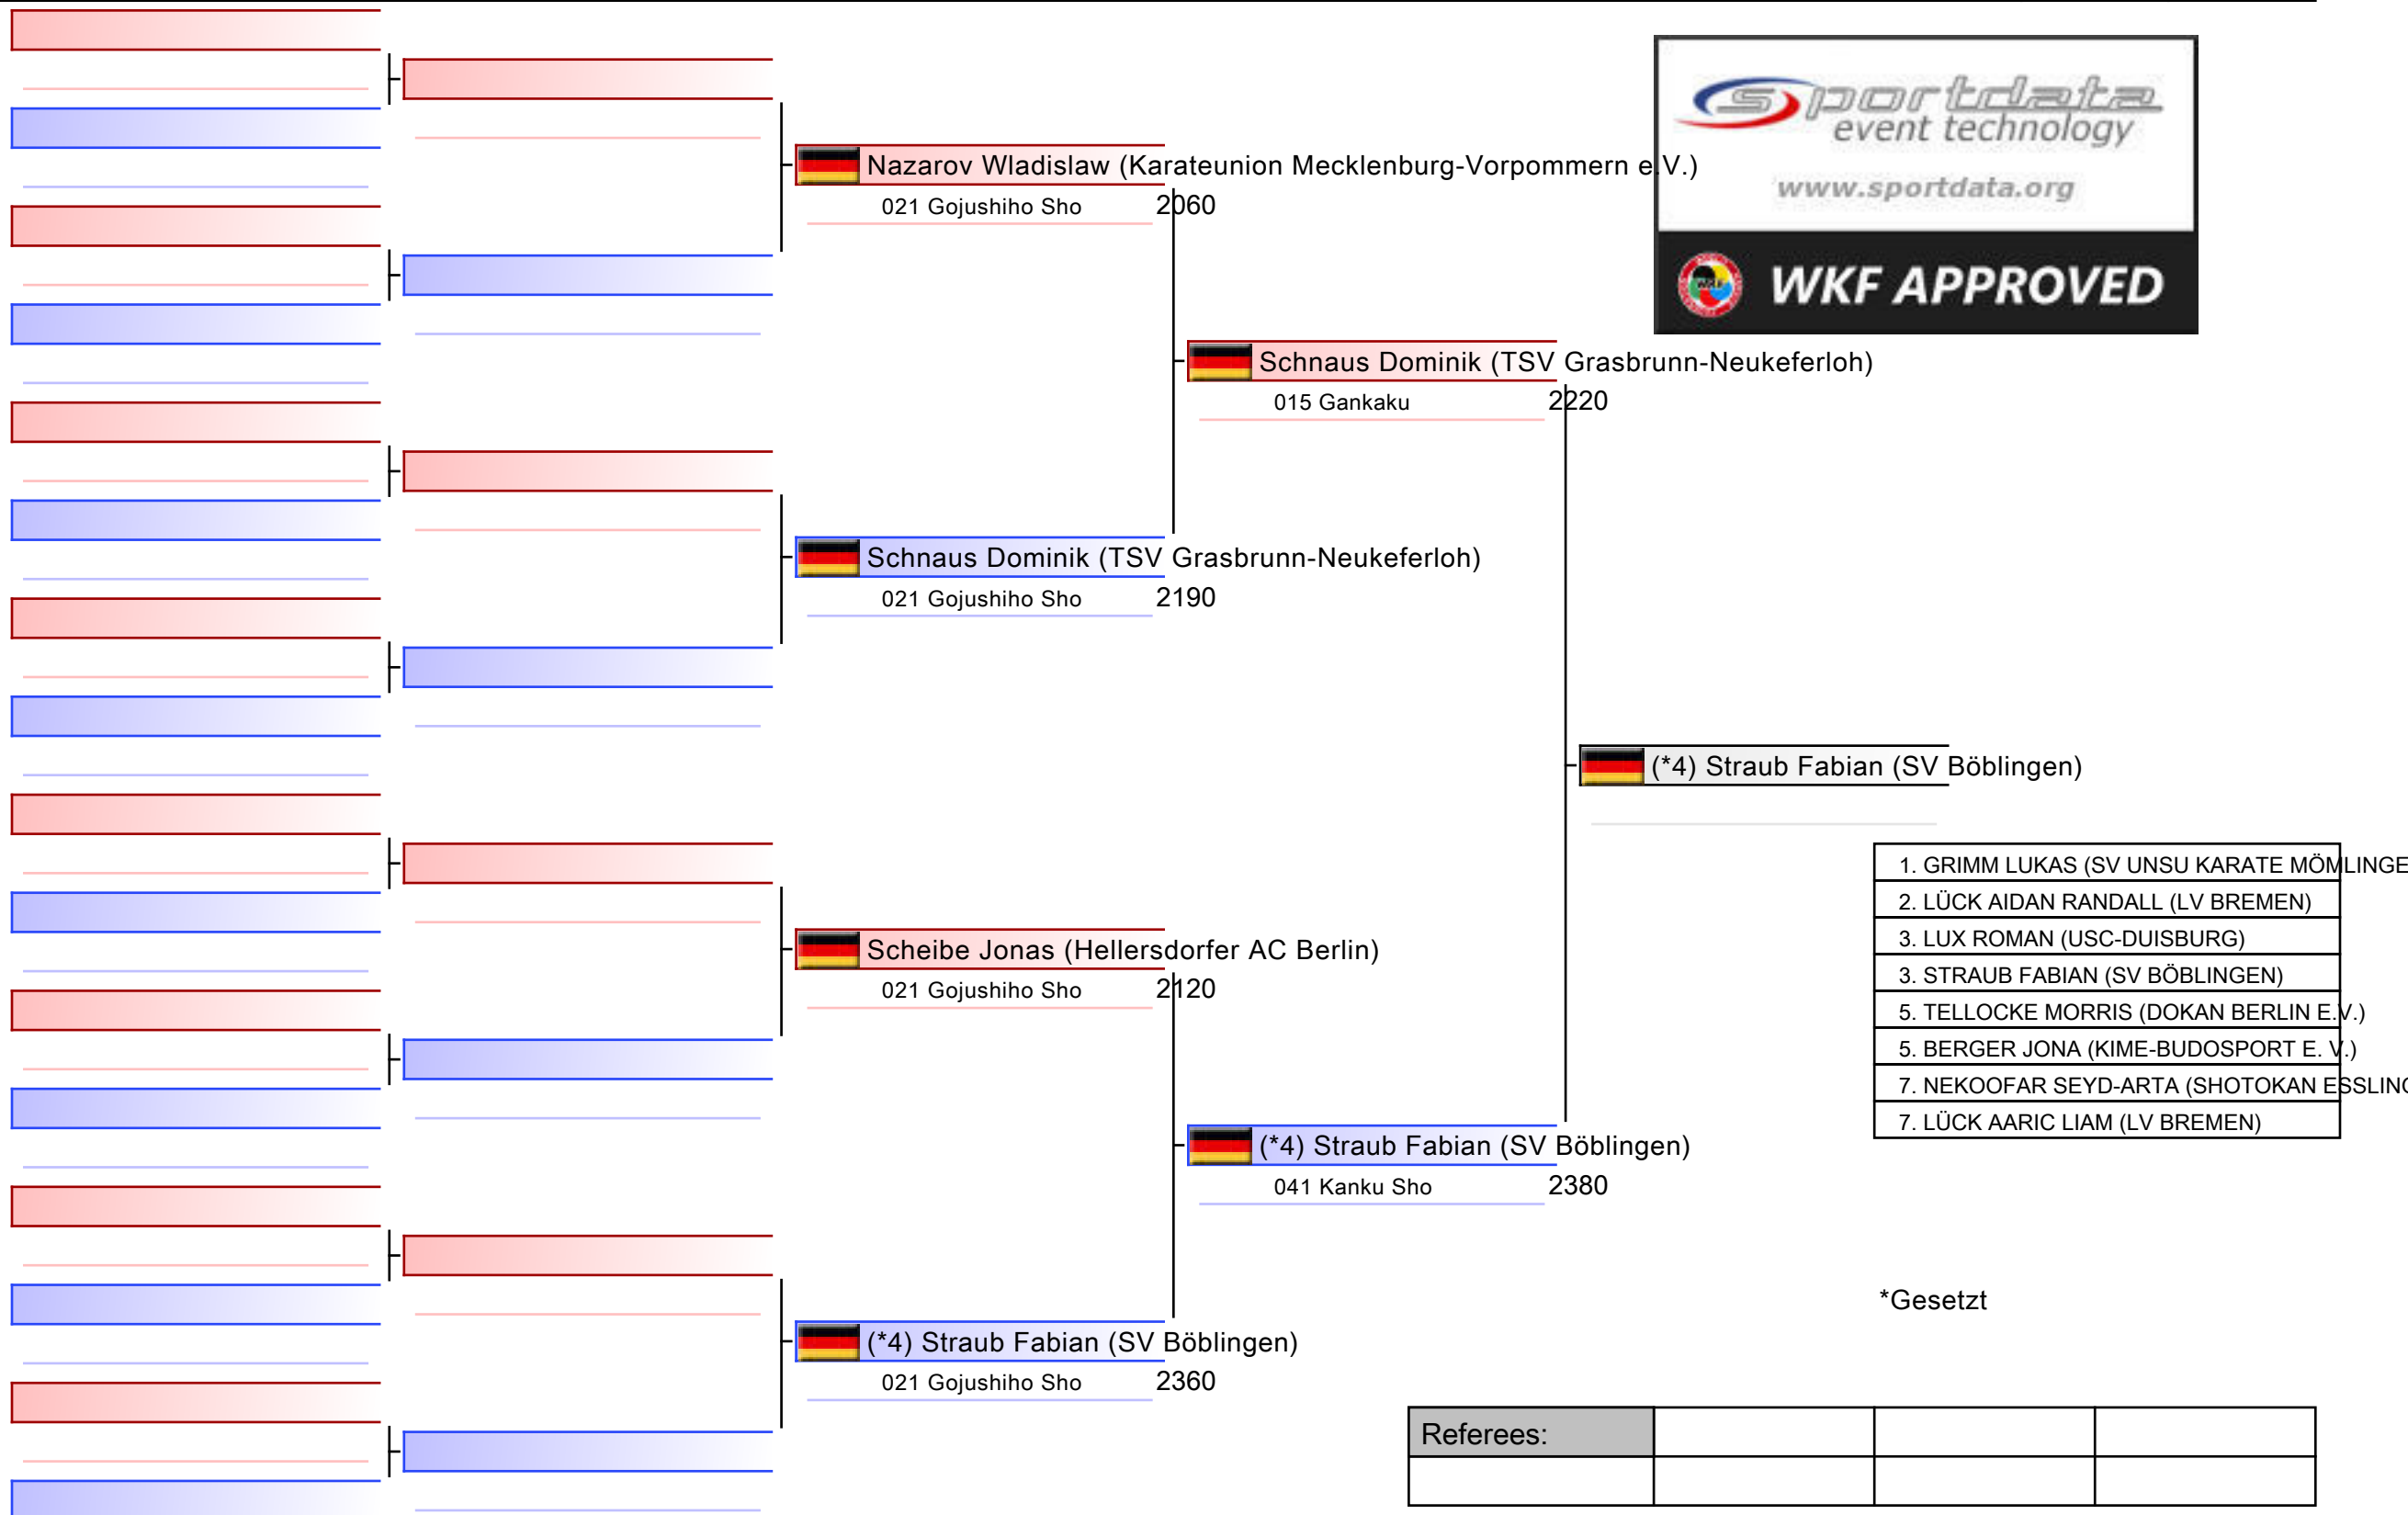 sportdata
event technology
www.sportdata.org
WKF APPROVED
Nazarov Wladislaw (Karateunion Mecklenburg-Vorpommern e.V.)
021 Gojushiho Sho 2060
Schnaus Dominik (TSV Grasbrunn-Neukeferloh)
015 Gankaku 2220
Schnaus Dominik (TSV Grasbrunn-Neukeferloh)
021 Gojushiho Sho 2190
(*4) Straub Fabian (SV Böblingen)
1. GRIMM LUKAS (SV UNSU KARATE MÖMLINGE
2. LÜCK AIDAN RANDALL (LV BREMEN)
3. LUX ROMAN (USC-DUISBURG)
3. STRAUB FABIAN (SV BÖBLINGEN)
5. TELLOCKE MORRIS (DOKAN BERLIN E.V.)
5. BERGER JONA (KIME-BUDOSPORT E. V.)
7. NEKOOFAR SEYD-ARTA (SHOTOKAN ESSLING
7. LÜCK AARIC LIAM (LV BREMEN)
Scheibe Jonas (Hellersdorfer AC Berlin)
021 Gojushiho Sho 2120
(*4) Straub Fabian (SV Böblingen)
041 Kanku Sho 2380
*Gesetzt
(*4) Straub Fabian (SV Böblingen)
021 Gojushiho Sho 2360
Referees: